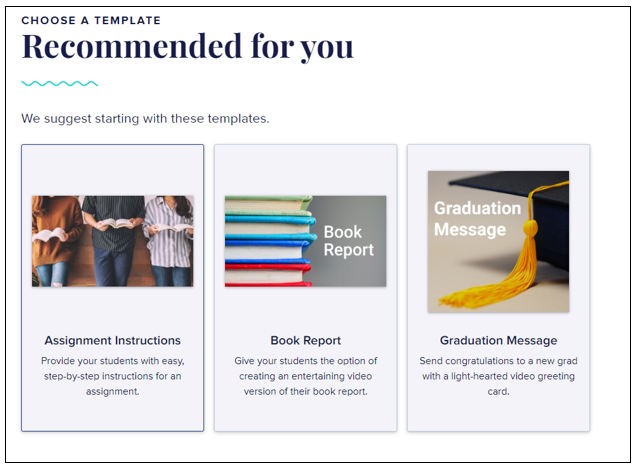 CHOOSE A TEMPLATE
Recommended for you
We suggest starting with these templates.
Assignment Instructions
Provide your students with easy,
step-by-step instructions for an
assignment.
Book
Report
Book Report
Give your students the option of
creating an entertaining video
version of their book report.
Graduation
Message
Graduation Message
Send congratulations to a new grad
with a light-hearted video greeting
card.